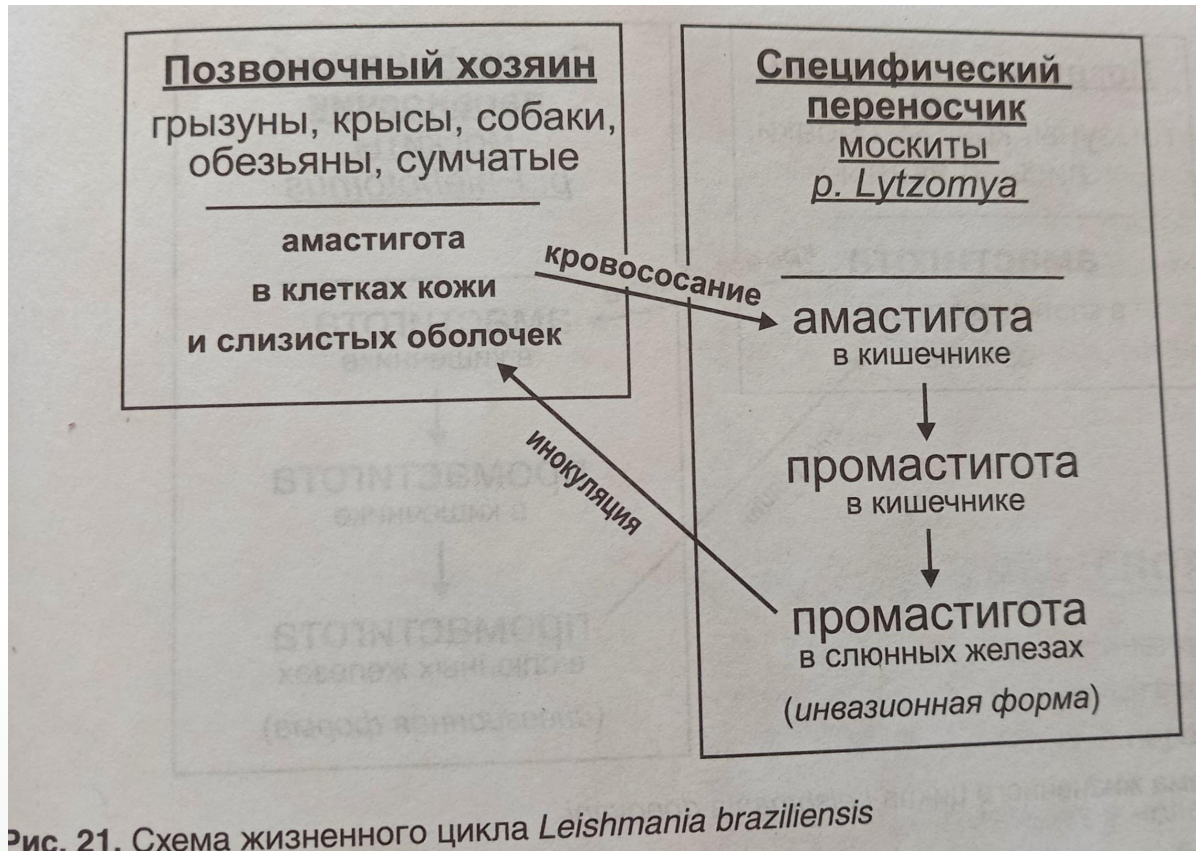 Позвоночный хозяин
грызуны, крысы, собаки,
обезьяны, сумчатые
амастигота
в клетках кожи
и слизистых оболочек
кровососание
инокуляция
Специфический
переносчик
москиты
р. Lytzomya
амастигота
в кишечнике
промастигота
в кишечнике
промастигота
в слюнных железах
(инвазионная форма)
Рис. 21. Схема жизненного цикла Leishmania braziliensis